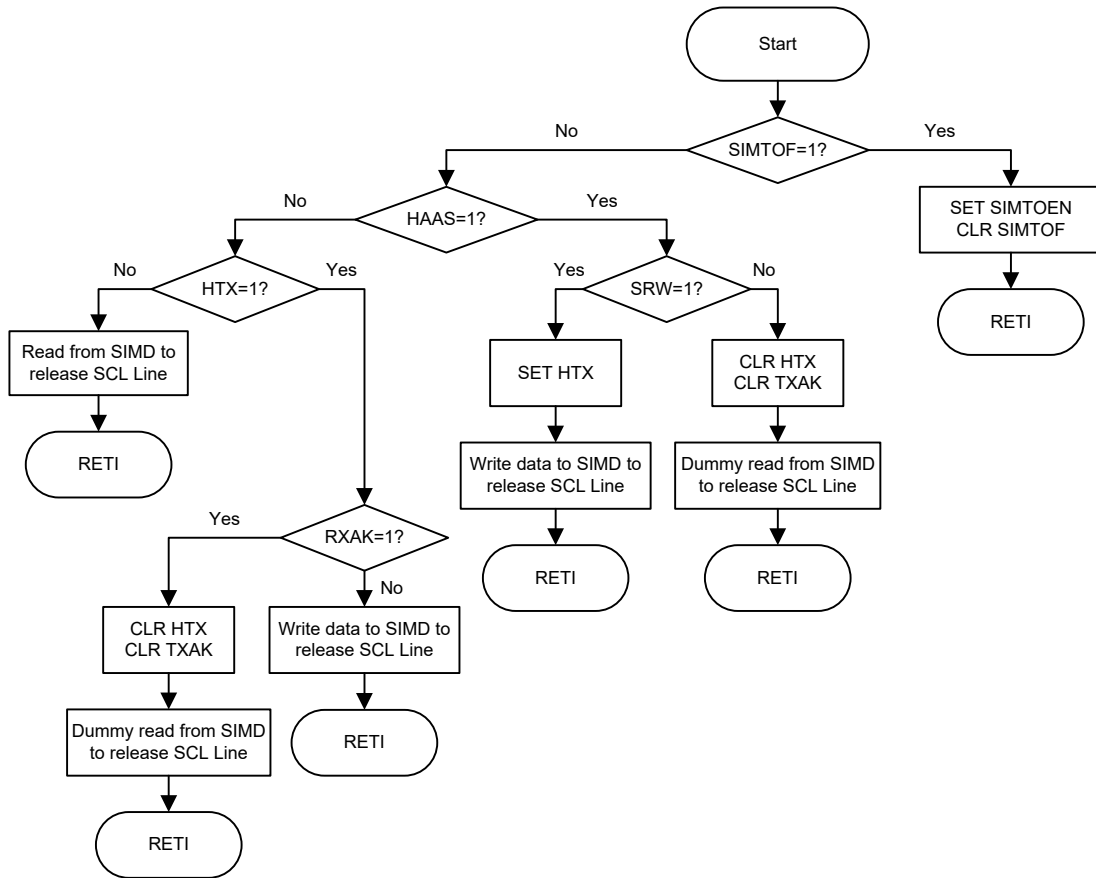 Start
No
Yes
SIMTOF=1?
No
HAAS=1?
Yes
SET SIMTOEN
CLR SIMTOF
No
HTX=1?
Yes
Yes
SRW=1?
No
RETI
Read from SIMD to
release SCL Line
SET HTX
CLR HTX
CLR TXAK
RETI
Write data to SIMD to
release SCL Line
Dummy read from SIMD
to release SCL Line
Yes
RXAK=1?
No
RETI
RETI
CLR HTX
CLR TXAK
Write data to SIMD to
release SCL Line
Dummy read from SIMD
to release SCL Line
RETI
RETI